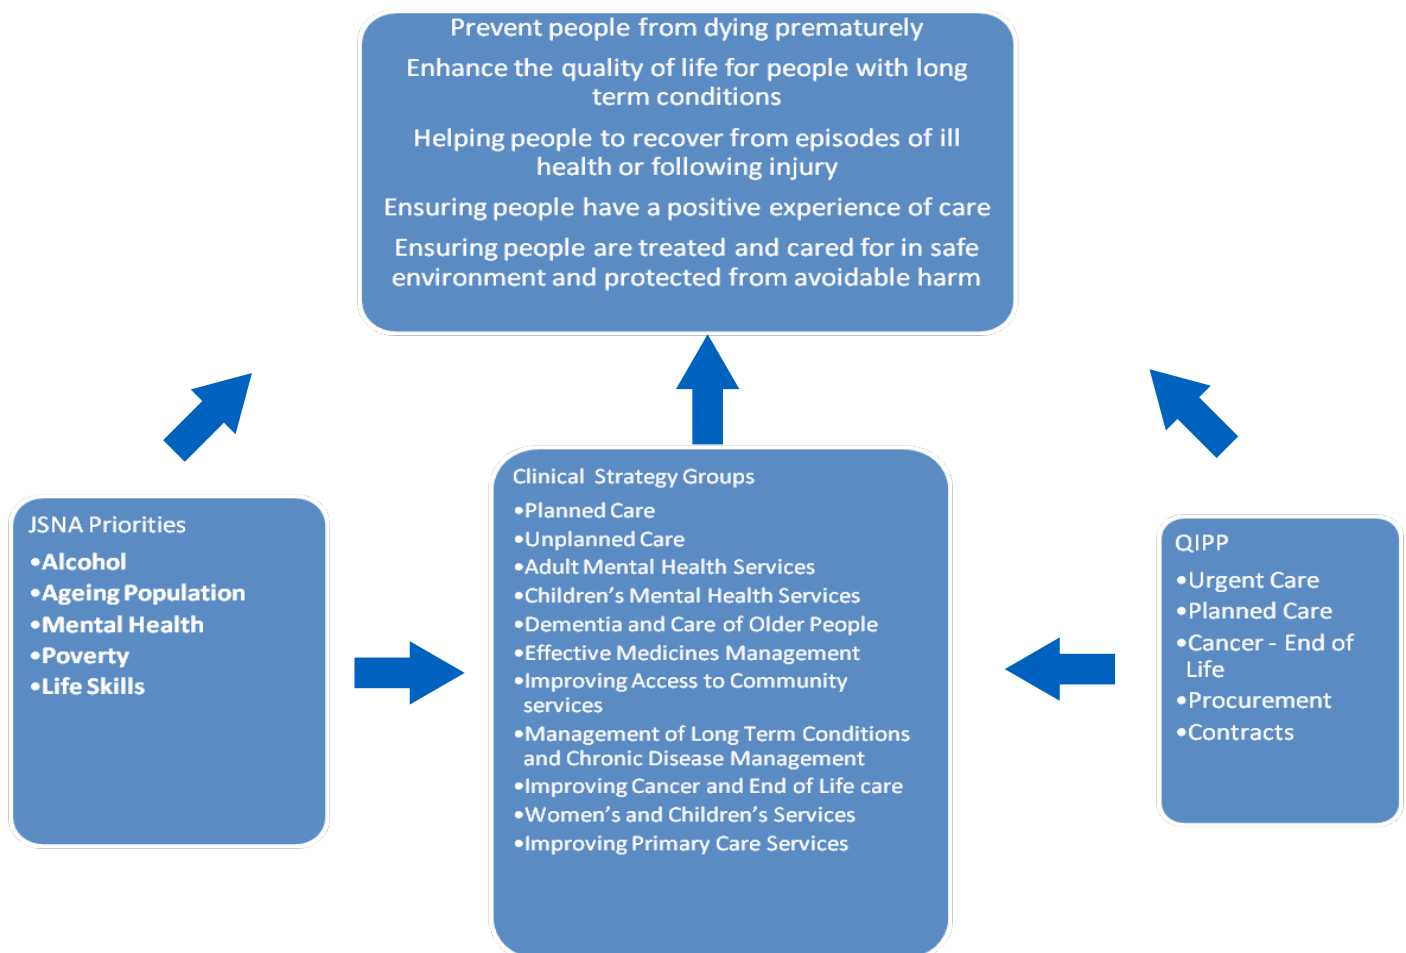 Prevent people from dying prematurely
Enhance the quality of life for people with long
term conditions
Helping people to recover from episodes of ill
health or following injury
Ensuring people have a positive experience of care
Ensuring people are treated and cared for in safe
environment and protected from avoidable harm
JSNA Priorities
•Alcohol
•Ageing Population
•Mental Health
•Poverty
•Life Skills
Clinical Strategy Groups
•Planned Care
•Unplanned Care
•Adult Mental Health Services
•Children’s Mental Health Services
•Dementia and Care of Older People
•Effective Medicines Management
•Improving Access to Community
services
•Management of Long Term Conditions
and Chronic Disease Management
•Improving Cancer and End of Life care
•Women’s and Children’s Services
•Improving Primary Care Services
QIPP
•Urgent Care
•Planned Care
•Cancer - End of
Life
•Procurement
•Contracts